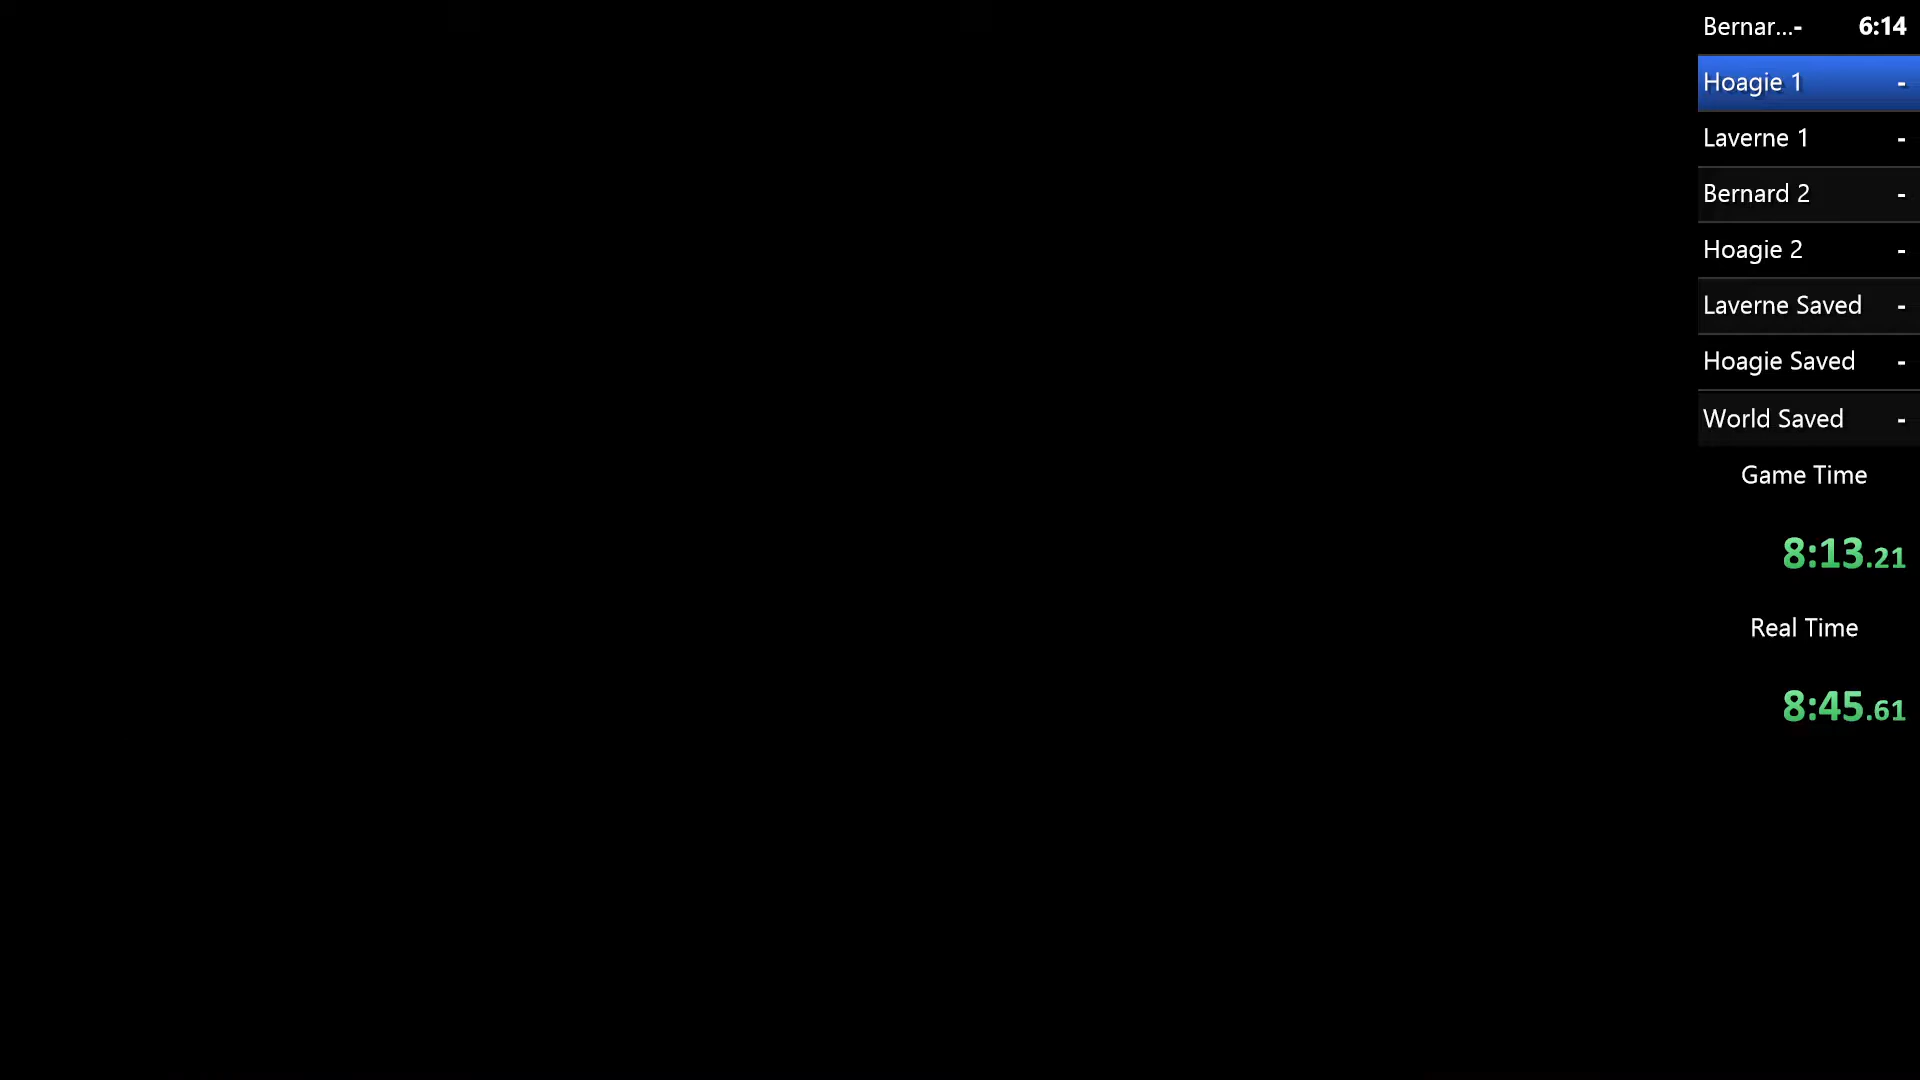 Bernar...- 6:14
Hoagie 1 -
Laverne 1 -
Bernard 2 -
Hoagie 2 -
Laverne Saved -
Hoagie Saved -
World Saved -
Game Time
8:13.21
Real Time
8:45.61